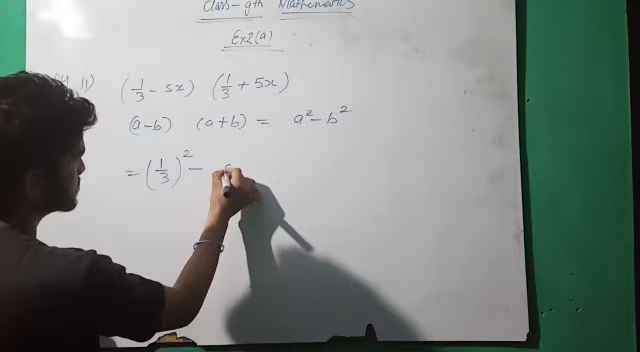 Class-9th Mathematics
Ex2(a)
11) (1/3 - 5x) (1/3 + 5x)
(a-b) (a+b) = a² - b²
= (1/3)² -